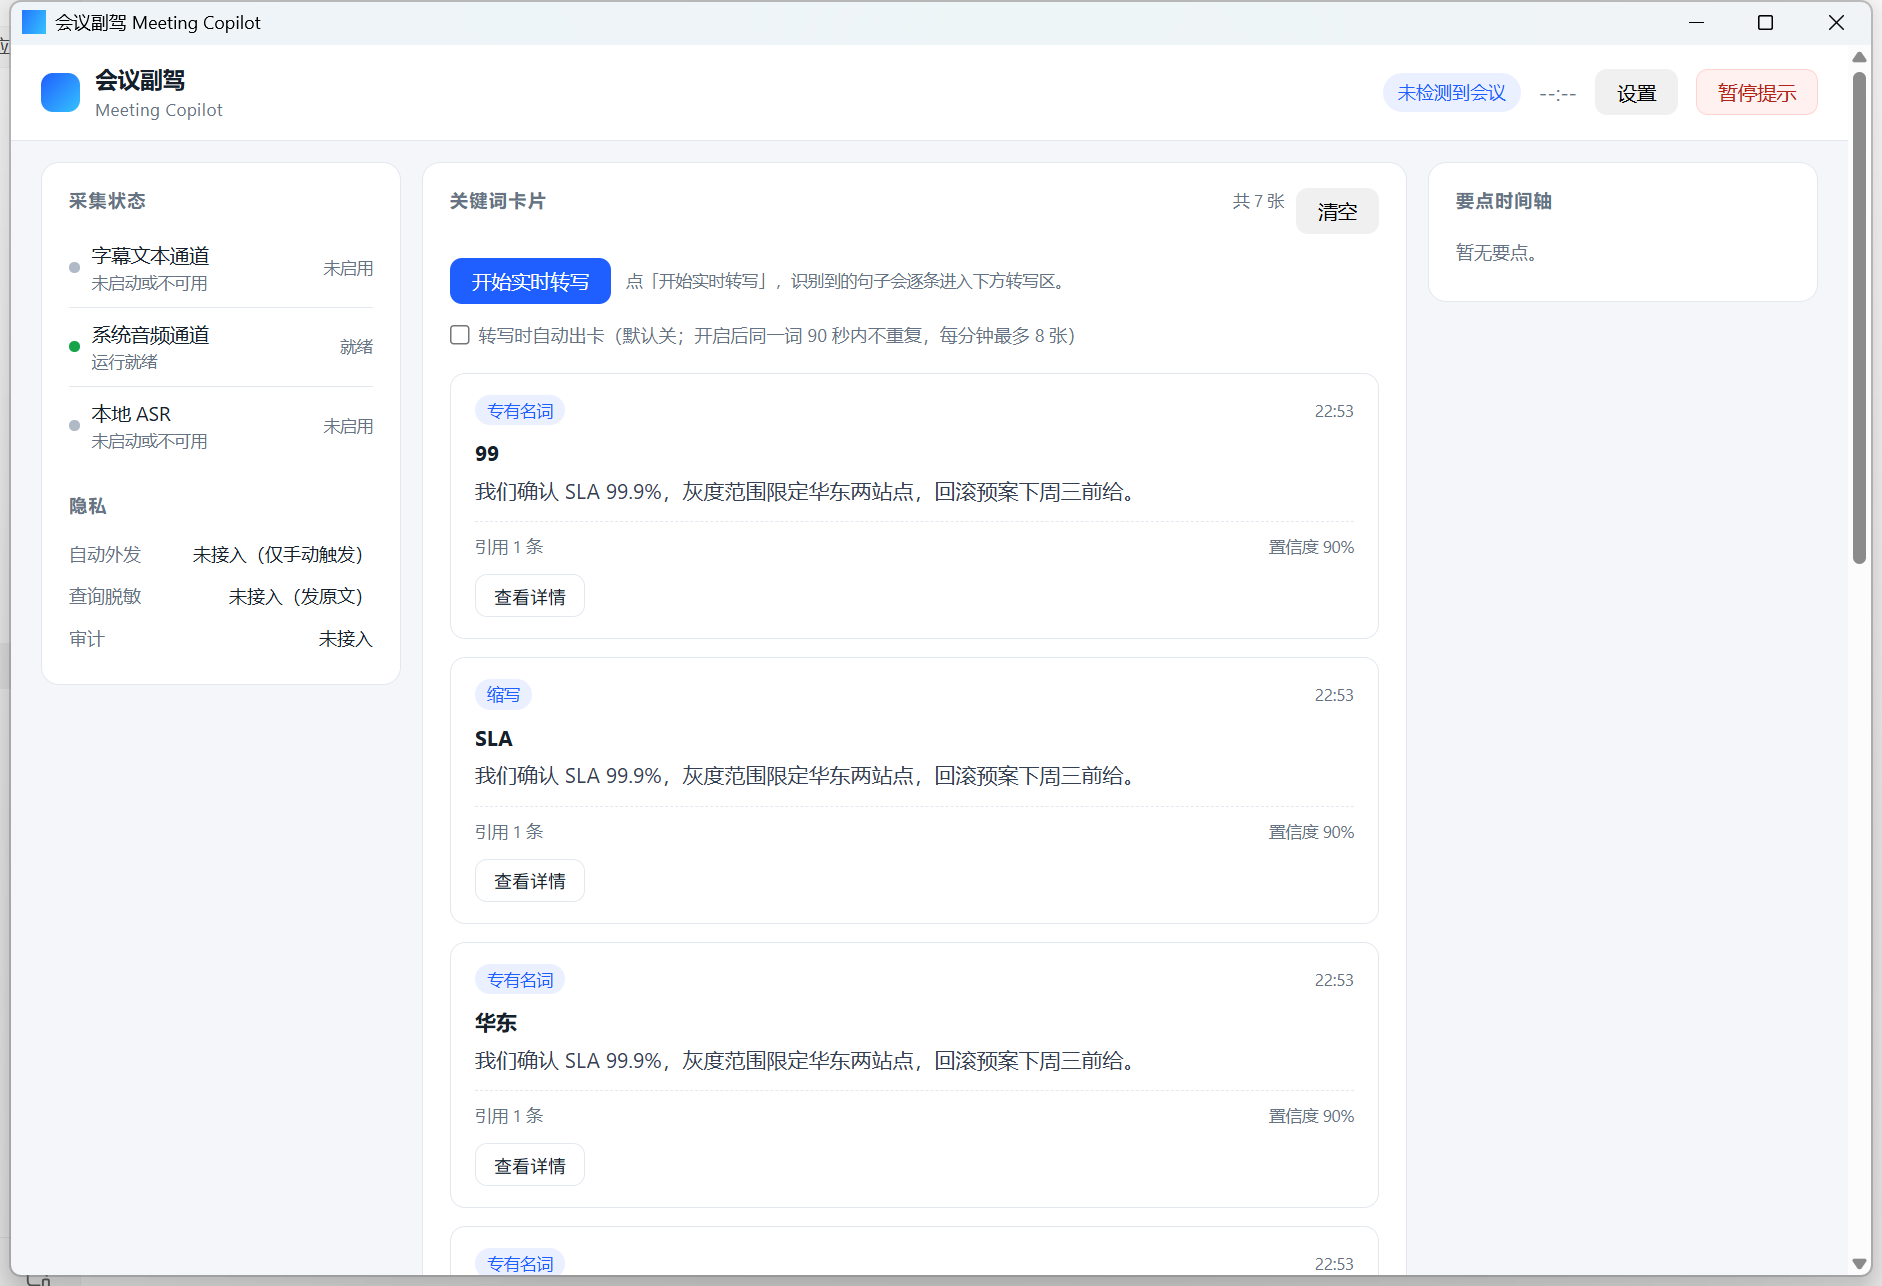 会议副驾 Meeting Copilot
会议副驾
Meeting Copilot
未检测到会议
--:--
设置
暂停提示
采集状态
字幕文本通道
未启动或不可用
未启用
系统音频通道
运行就绪
就绪
本地 ASR
未启动或不可用
未启用
隐私
自动外发 未接入（仅手动触发）
查询脱敏 未接入（发原文）
审计 未接入
关键词卡片
共 7 张
清空
开始实时转写
点「开始实时转写」，识别到的句子会逐条进入下方转写区。
转写时自动出卡（默认关；开启后同一词 90 秒内不重复，每分钟最多 8 张）
专有名词 22:53
99
我们确认 SLA 99.9%，灰度范围限定华东两站点，回滚预案下周三前给。
引用 1 条 置信度 90%
查看详情
缩写 22:53
SLA
我们确认 SLA 99.9%，灰度范围限定华东两站点，回滚预案下周三前给。
引用 1 条 置信度 90%
查看详情
专有名词 22:53
华东
我们确认 SLA 99.9%，灰度范围限定华东两站点，回滚预案下周三前给。
引用 1 条 置信度 90%
查看详情
专有名词 22:53
要点时间轴
暂无要点。